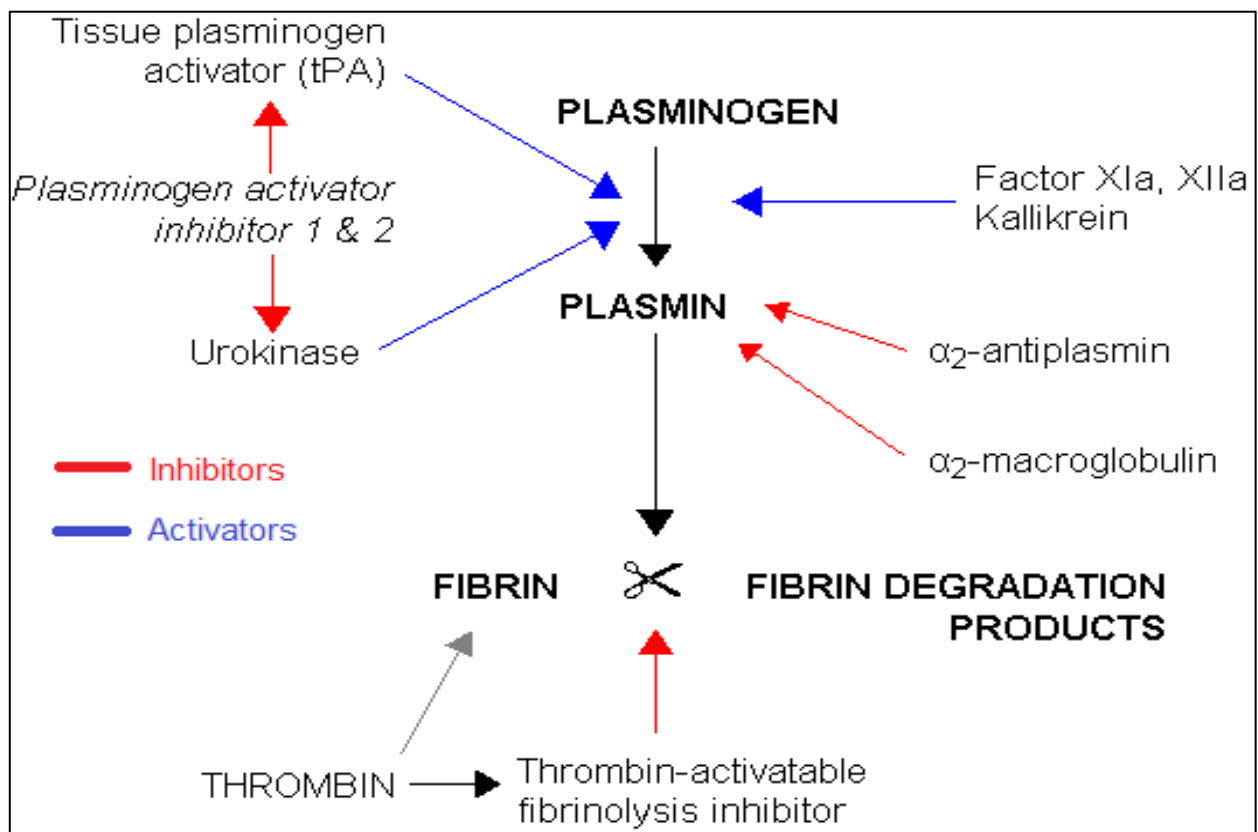 Tissue plasminogen
activator (tPA)
PLASMINOGEN
Plasminogen activator
inhibitor 1 & 2
Factor XIa, XIIa
Kallikrein
PLASMIN
Urokinase
α₂-antiplasmin
α₂-macroglobulin
Inhibitors
Activators
FIBRIN
FIBRIN DEGRADATION
PRODUCTS
THROMBIN
Thrombin-activatable
fibrinolysis inhibitor